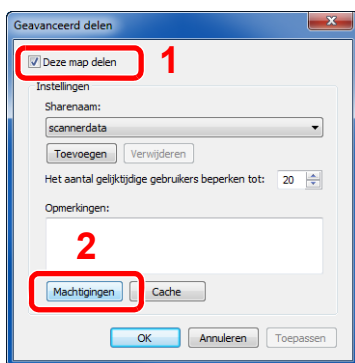 Geavanceerd delen
Deze map delen 1
Instellingen
Sharenaam:
scannerdata
Toevoegen Verwijderen
Het aantal gelijktijdige gebruikers beperken tot: 20
Opmerkingen:
2
Machtigingen Cache
OK Annuleren Toepassen